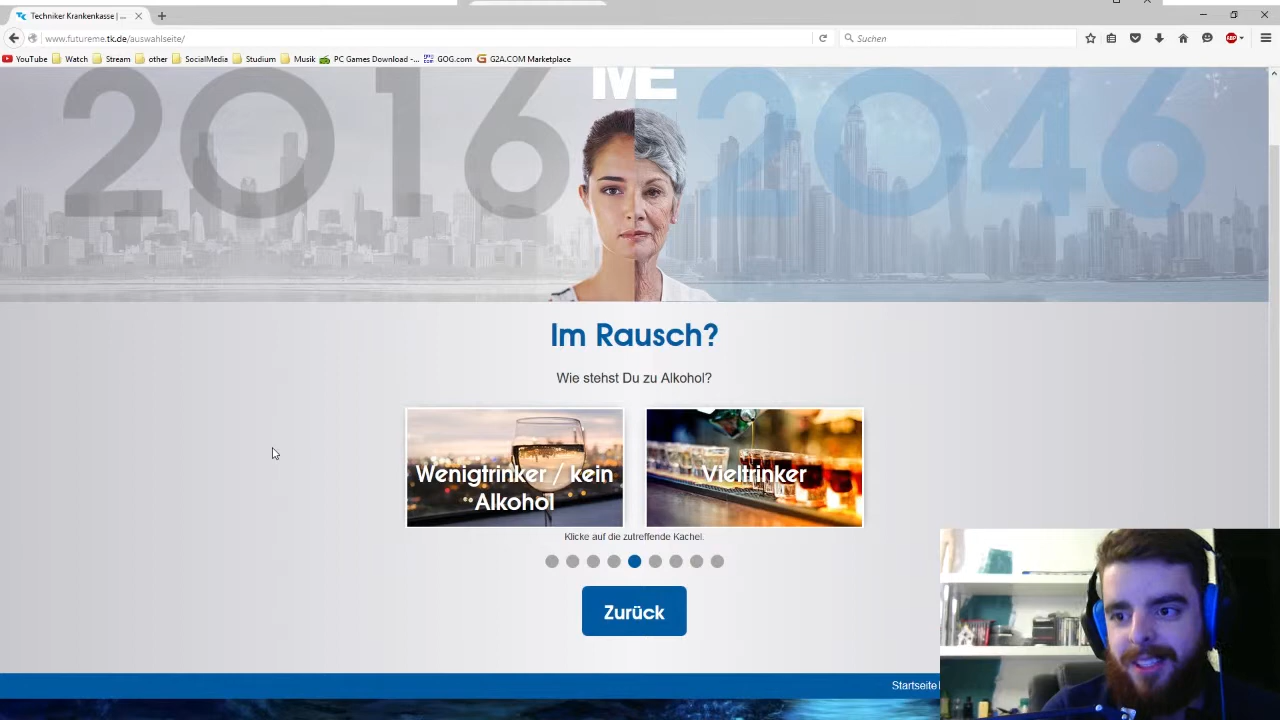 Techniker Krankenkasse | ...
www.futureme.tk.de/auswahlseite/
Suchen
YouTube Watch Stream other SocialMedia Studium Musik PC Games Download -... GOG.com G2A.COM Marketplace
ME
2016 2046
Im Rausch?
Wie stehst Du zu Alkohol?
Wenigtrinker / kein
Alkohol
Vieltrinker
Klicke auf die zutreffende Kachel.
Zurück
Startseite